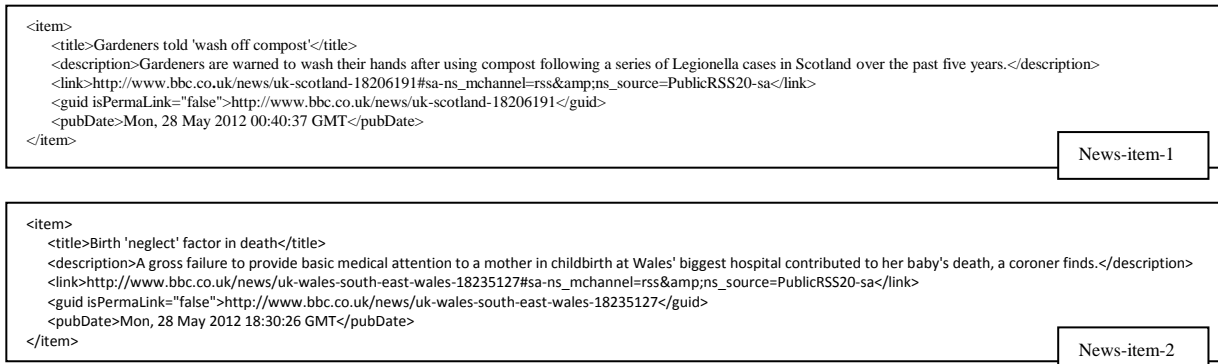 <item>
<title>Gardeners told 'wash off compost'</title>
<description>Gardeners are warned to wash their hands after using compost following a series of Legionella cases in Scotland over the past five years.</description>
<link>http://www.bbc.co.uk/news/uk-scotland-18206191#sa-ns_mchannel=rss&amp;ns_source=PublicRSS20-sa</link>
<guid isPermaLink="false">http://www.bbc.co.uk/news/uk-scotland-18206191</guid>
<pubDate>Mon, 28 May 2012 00:40:37 GMT</pubDate>
</item>
News-item-1
<item>
<title>Birth 'neglect' factor in death</title>
<description>A gross failure to provide basic medical attention to a mother in childbirth at Wales' biggest hospital contributed to her baby's death, a coroner finds.</description>
<link>http://www.bbc.co.uk/news/uk-wales-south-east-wales-18235127#sa-ns_mchannel=rss&amp;ns_source=PublicRSS20-sa</link>
<guid isPermaLink="false">http://www.bbc.co.uk/news/uk-wales-south-east-wales-18235127</guid>
<pubDate>Mon, 28 May 2012 18:30:26 GMT</pubDate>
</item>
News-item-2